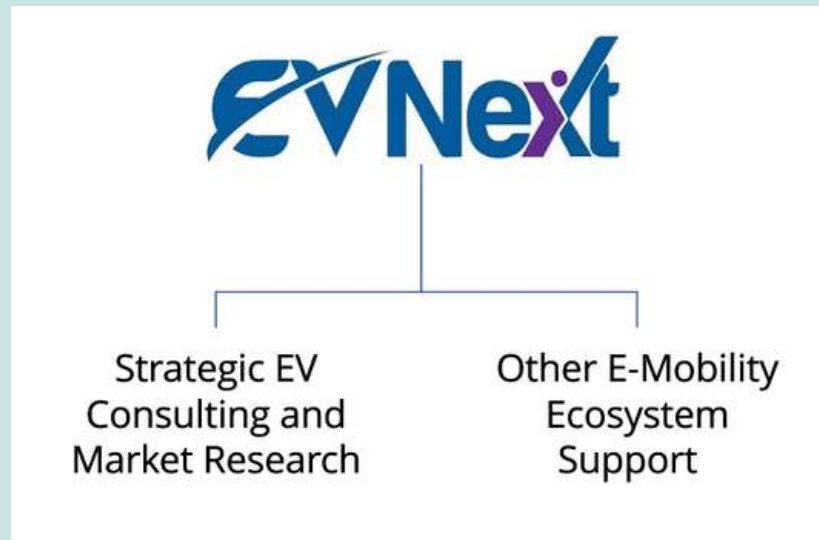 EVNext
Strategic EV
Consulting and
Market Research
Other E-Mobility
Ecosystem
Support